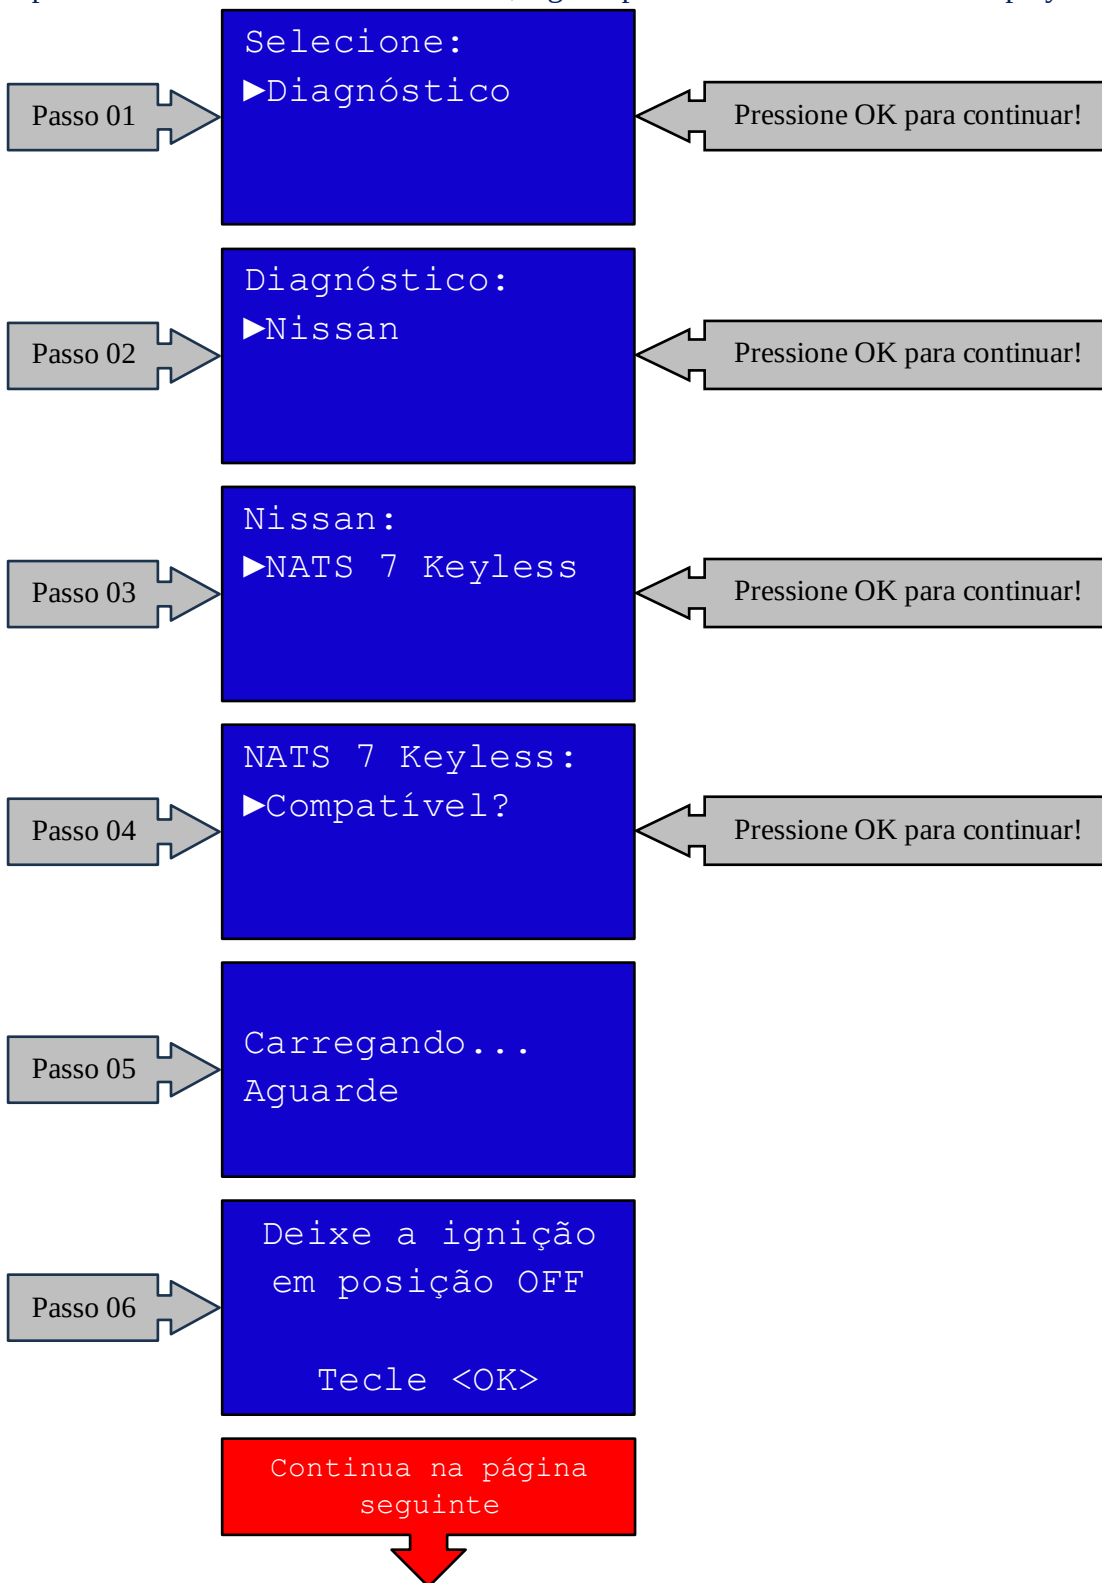 Selecione:
Passo 01
►Diagnóstico
Pressione OK para continuar!
Diagnóstico:
Passo 02
►Nissan
Pressione OK para continuar!
Nissan:
Passo 03
►NATS 7 Keyless
Pressione OK para continuar!
NATS 7 Keyless:
Passo 04
►Compatível?
Pressione OK para continuar!
Passo 05
Carregando...
Aguarde
Passo 06
Deixe a ignição
em posição OFF
Tecle <OK>
Continua na página
seguinte